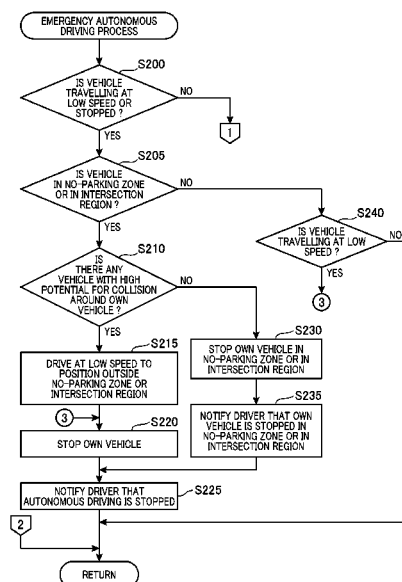 EMERGENCY AUTONOMOUS
DRIVING PROCESS
S200
IS VEHICLE
TRAVELLING AT
LOW SPEED OR
STOPPED ?
NO
1
YES
S205
IS VEHICLE
IN NO-PARKING ZONE
OR IN INTERSECTION
REGION ?
NO
YES
S240
IS VEHICLE
TRAVELLING AT LOW
SPEED ?
NO
YES
3
S210
IS
THERE ANY
VEHICLE WITH HIGH
POTENTIAL FOR COLLISION
AROUND OWN
VEHICLE ?
NO
YES
S215
DRIVE AT LOW SPEED TO
POSITION OUTSIDE
NO-PARKING ZONE OR
INTERSECTION REGION
S230
STOP OWN VEHICLE IN
NO-PARKING ZONE OR IN
INTERSECTION REGION
S235
NOTIFY DRIVER THAT OWN
VEHICLE IS STOPPED IN
NO-PARKING ZONE OR IN
INTERSECTION REGION
3
S220
STOP OWN VEHICLE
S225
NOTIFY DRIVER THAT
AUTONOMOUS DRIVING IS STOPPED
2
RETURN